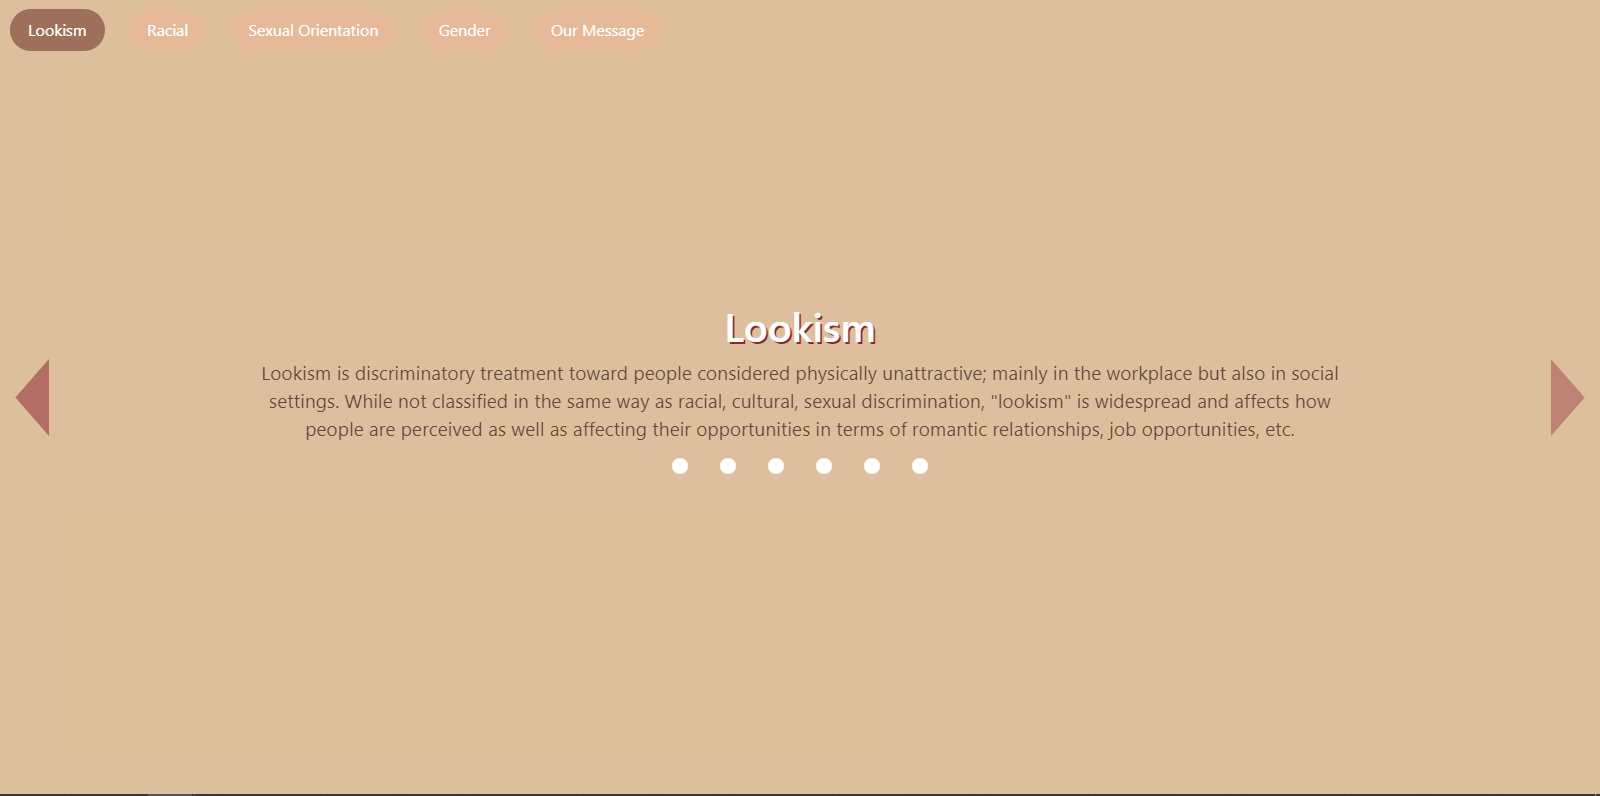 Lookism Racial Sexual Orientation Gender Our Message
Lookism
Lookism is discriminatory treatment toward people considered physically unattractive; mainly in the workplace but also in social
settings. While not classified in the same way as racial, cultural, sexual discrimination, "lookism" is widespread and affects how
people are perceived as well as affecting their opportunities in terms of romantic relationships, job opportunities, etc.